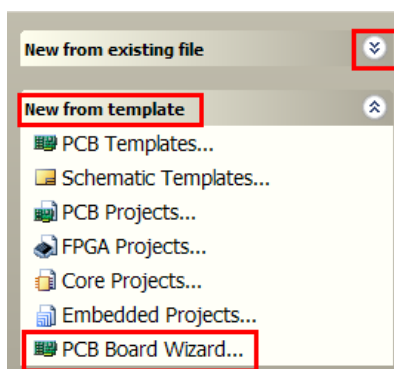 New from existing file
New from template
PCB Templates...
Schematic Templates...
PCB Projects...
FPGA Projects...
Core Projects...
Embedded Projects...
PCB Board Wizard...